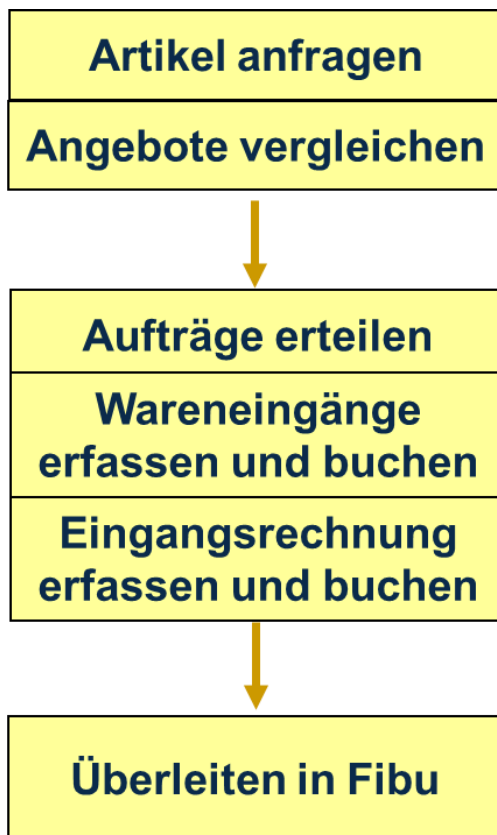 Artikel anfragen
Angebote vergleichen
Aufträge erteilen
Wareneingänge
erfassen und buchen
Eingangsrechnung
erfassen und buchen
Überleiten in Fibu